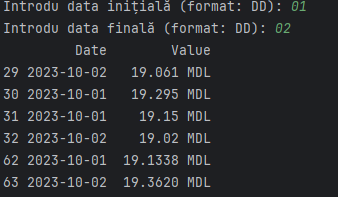 Introdu data inițială (format: DD): 01
Introdu data finală (format: DD): 02
Date Value
29 2023-10-02 19.061 MDL
30 2023-10-01 19.295 MDL
31 2023-10-01 19.15 MDL
32 2023-10-02 19.02 MDL
62 2023-10-01 19.1338 MDL
63 2023-10-02 19.3620 MDL